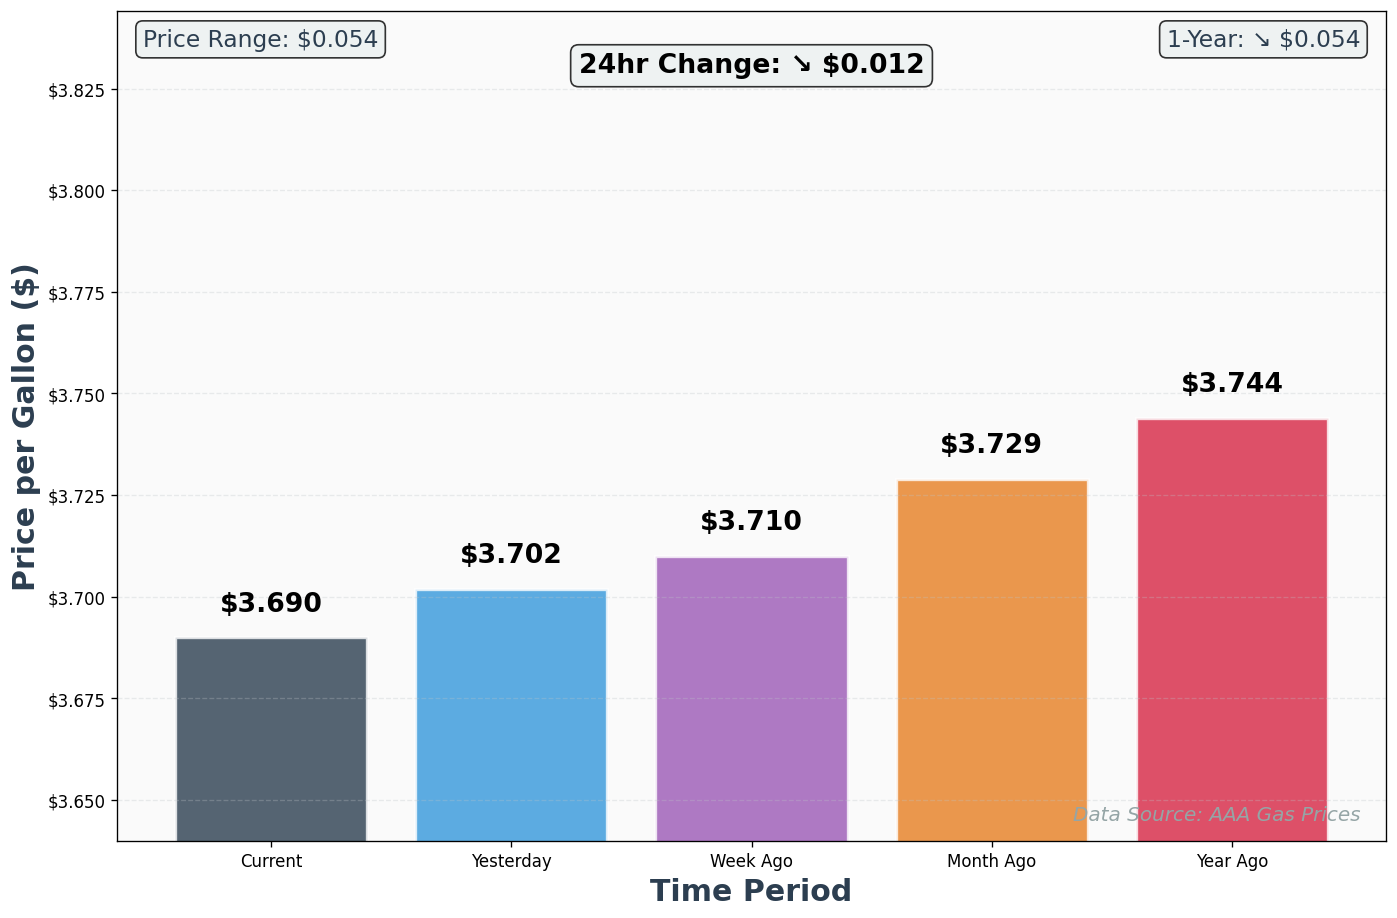 Price Range: $0.054
24hr Change: ↘ $0.012
1-Year: ↘ $0.054
Price per Gallon ($)
$3.825
$3.800
$3.775
$3.750
$3.725
$3.700
$3.675
$3.650
$3.690
$3.702
$3.710
$3.729
$3.744
Data Source: AAA Gas Prices
Current
Yesterday
Week Ago
Month Ago
Year Ago
Time Period